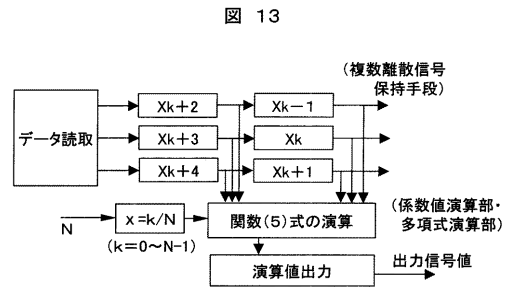 図 13
(複数離散信号
保持手段)
データ読取
Xk+2
Xk−1
Xk+3
Xk
Xk+4
Xk+1
N
x=k/N
(k=0〜N-1)
関数(5)式の演算
(係数値演算部・
多項式演算部)
演算値出力
出力信号値